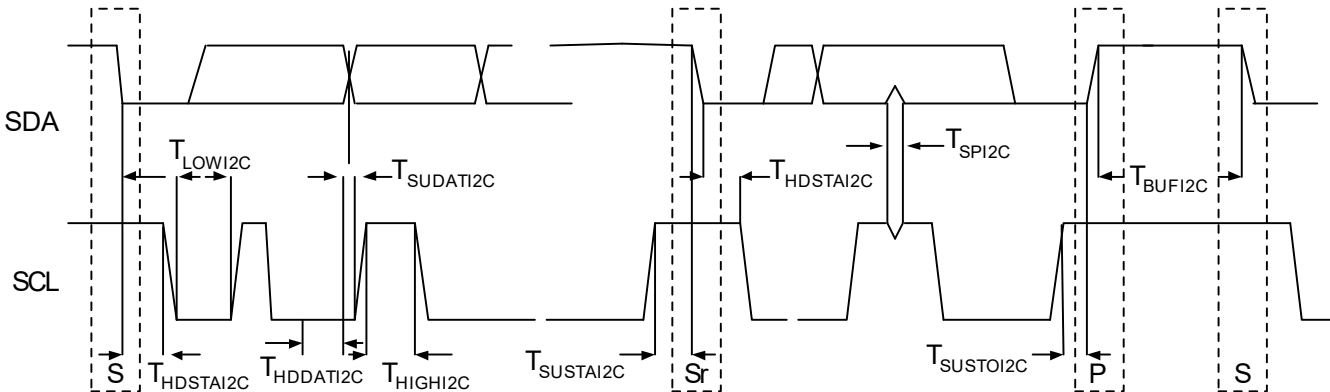 SDA
T_LOWI2C
T_SUDATI2C
T_SPI2C
T_HDSTAI2C
T_BUFI2C
SCL
S
T_HDSTAI2C
T_HDDATI2C
T_HIGHI2C
T_SUSTAI2C
Sr
T_SUSTOI2C
P
S